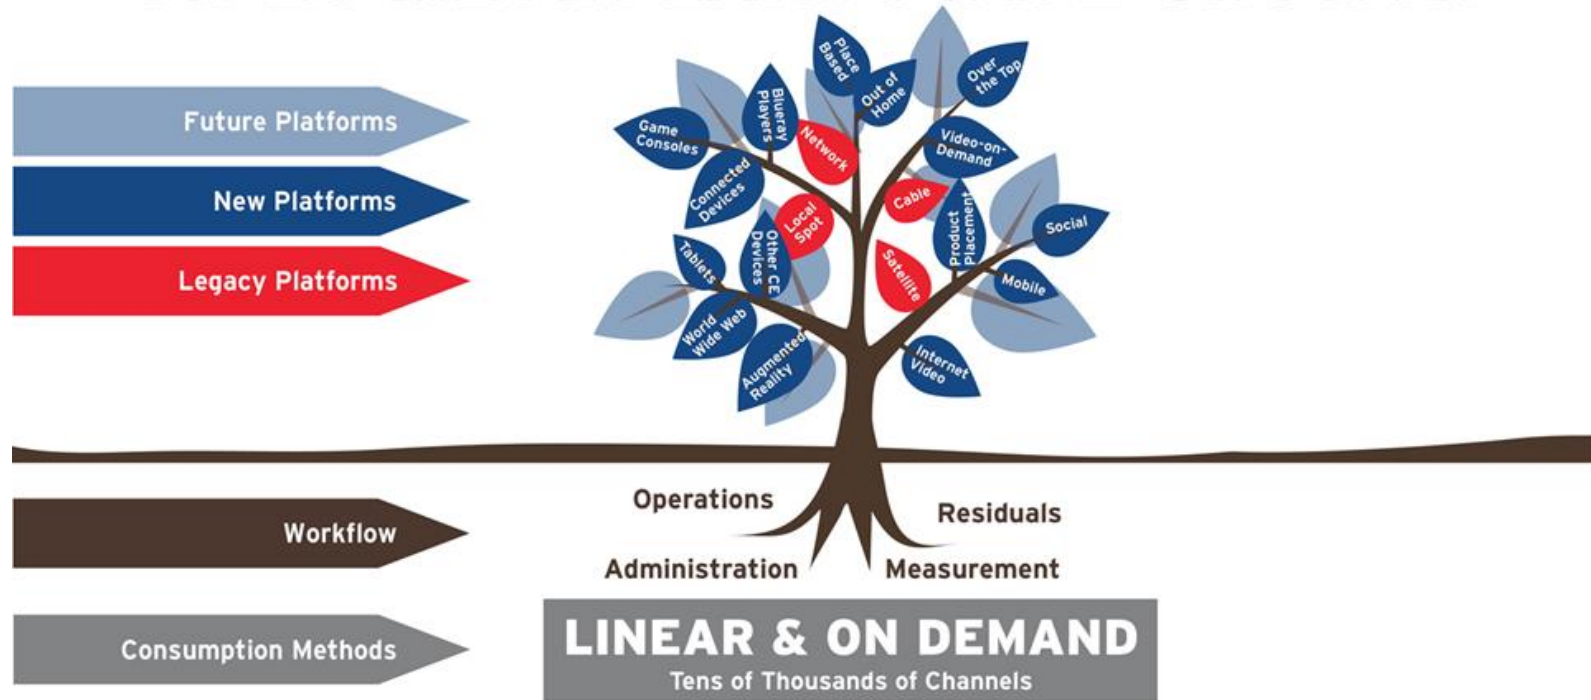 Future Platforms
New Platforms
Legacy Platforms
Place
Based
Out of
Home
Over
the Top
Blueray
Players
Game
Consoles
Network
Video-on-
Demand
Connected
Devices
Cable
Local
Spot
Product
Placement
Social
Other CE
Devices
Tablets
Satellite
Mobile
World
Wide Web
Augmented
Reality
Internet
Video
Workflow
Operations
Residuals
Administration
Measurement
Consumption Methods
LINEAR & ON DEMAND
Tens of Thousands of Channels